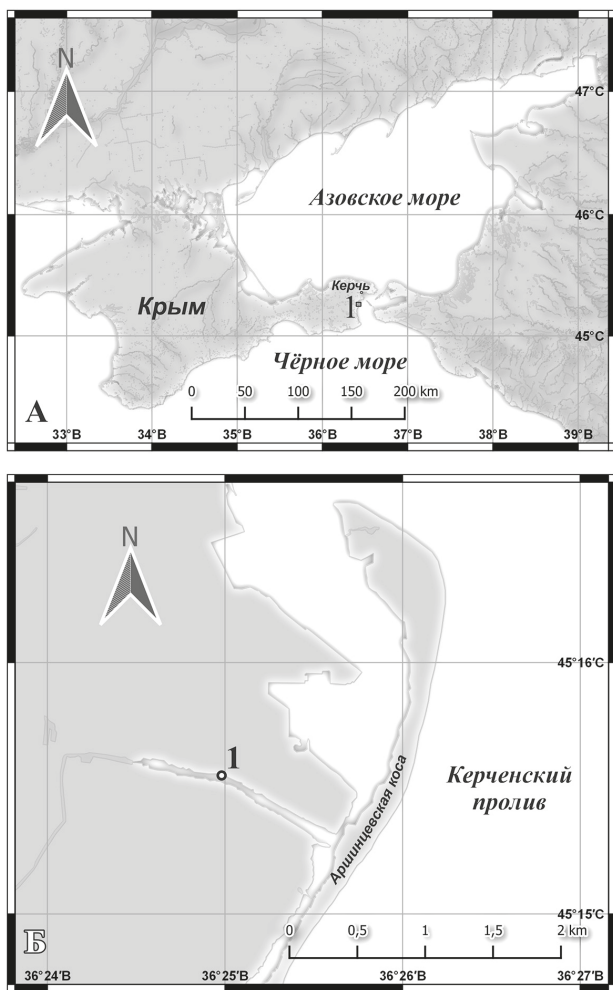 N
47°С
Азовское море
46°С
Керчь
1
Крым
45°С
Чёрное море
0 50 100 150 200 km
А
33°В 34°В 35°В 36°В 37°В 38°В 39°В
N
45°16'С
1
Керченский
пролив
Аршинцевская коса
45°15'С
0 0,5 1 1,5 2 km
Б
36°24'В 36°25'В 36°26'В 36°27'В